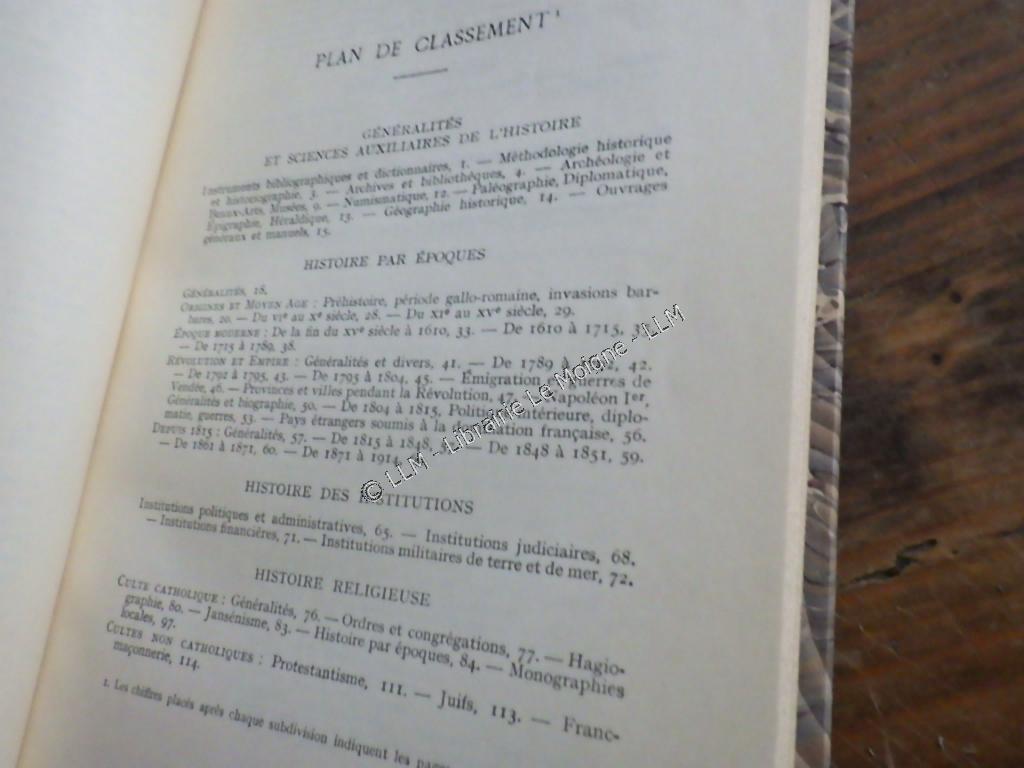 PLAN DE CLASSEMENT¹
GÉNÉRALITÉS
ET SCIENCES AUXILIAIRES DE L'HISTOIRE
Instruments bibliographiques et dictionnaires, 1. — Méthodologie historique
et historiographie, 3. — Archives et bibliothèques, 4. — Archéologie et
Beaux-Arts, Musées, 9. — Numismatique, 12. — Paléographie, Diplomatique,
Épigraphie, Héraldique, 13. — Géographie historique, 14. — Ouvrages
généraux et manuels, 15.
HISTOIRE PAR ÉPOQUES
GÉNÉRALITÉS, 18.
ORIGINES ET MOYEN AGE : Préhistoire, période gallo-romaine, invasions bar-
bares, 20. — Du VIe au Xe siècle, 28. — Du XIe au XVe siècle, 29.
ÉPOQUE MODERNE : De la fin du XVe siècle à 1610, 33. — De 1610 à 1715,
— De 1715 à 1789, 38.
RÉVOLUTION ET EMPIRE : Généralités et divers, 41. — De 1789 à 42.
— De 1792 à 1795, 43. — De 1795 à 1804, 45. — Émigration, guerres de
Vendée, 46. — Provinces et villes pendant la Révolution, 47. Napoléon Ier,
Généralités et biographie, 50. — De 1804 à 1815, Politique intérieure, diplo-
matie, guerres, 53. — Pays étrangers soumis à la domination française, 56.
DEPUIS 1815 : Généralités, 57. — De 1815 à 1848, — De 1848 à 1851, 59.
— De 1861 à 1871, 60. — De 1871 à 1914,
HISTOIRE DES INSTITUTIONS
Institutions politiques et administratives, 65. — Institutions judiciaires, 68.
— Institutions financières, 71. — Institutions militaires de terre et de mer, 72.
HISTOIRE RELIGIEUSE
CULTE CATHOLIQUE : Généralités, 76. — Ordres et congrégations, 77. — Hagio-
graphie, 80. — Jansénisme, 83. — Histoire par époques, 84. — Monographies
locales, 97.
CULTES NON CATHOLIQUES : Protestantisme, 111. — Juifs, 113. — Franc-
maçonnerie, 114.
1. Les chiffres placés après chaque subdivision indiquent les pages
© LLM - Librairie Le Moigne - LLM